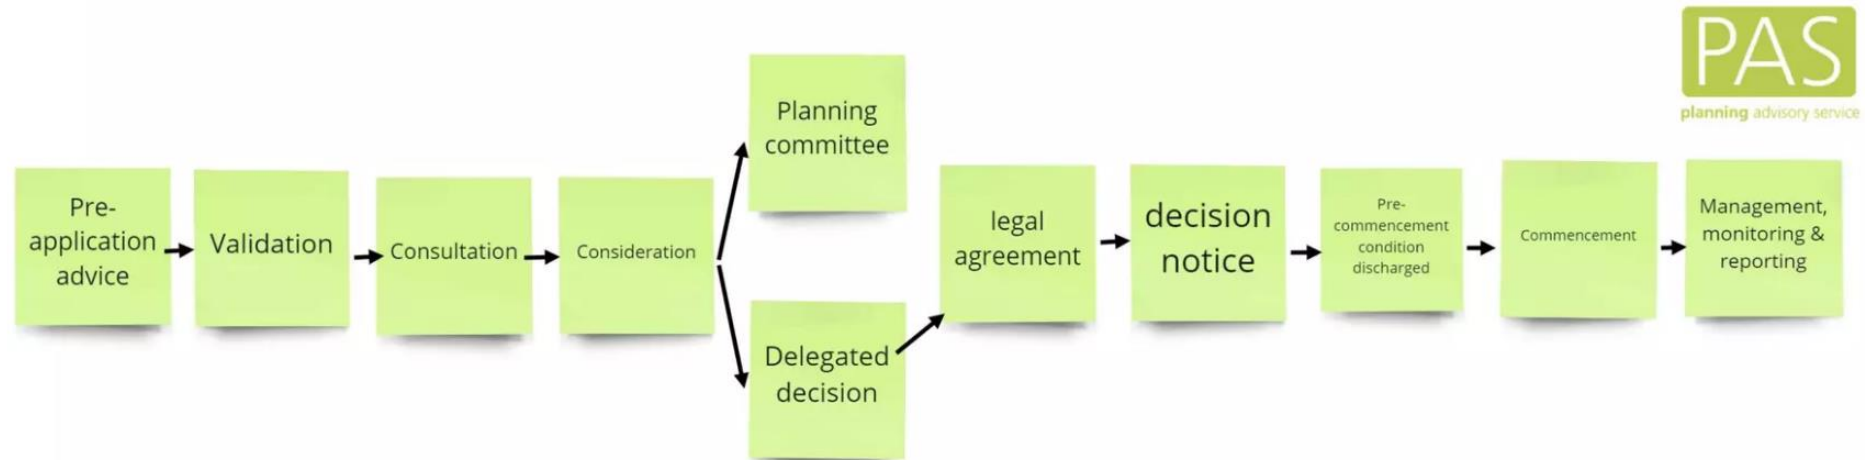 PAS
planning advisory service
Pre-
application
advice
Validation
Consultation
Consideration
Planning
committee
Delegated
decision
legal
agreement
decision
notice
Pre-
commencement
condition
discharged
Commencement
Management,
monitoring &
reporting